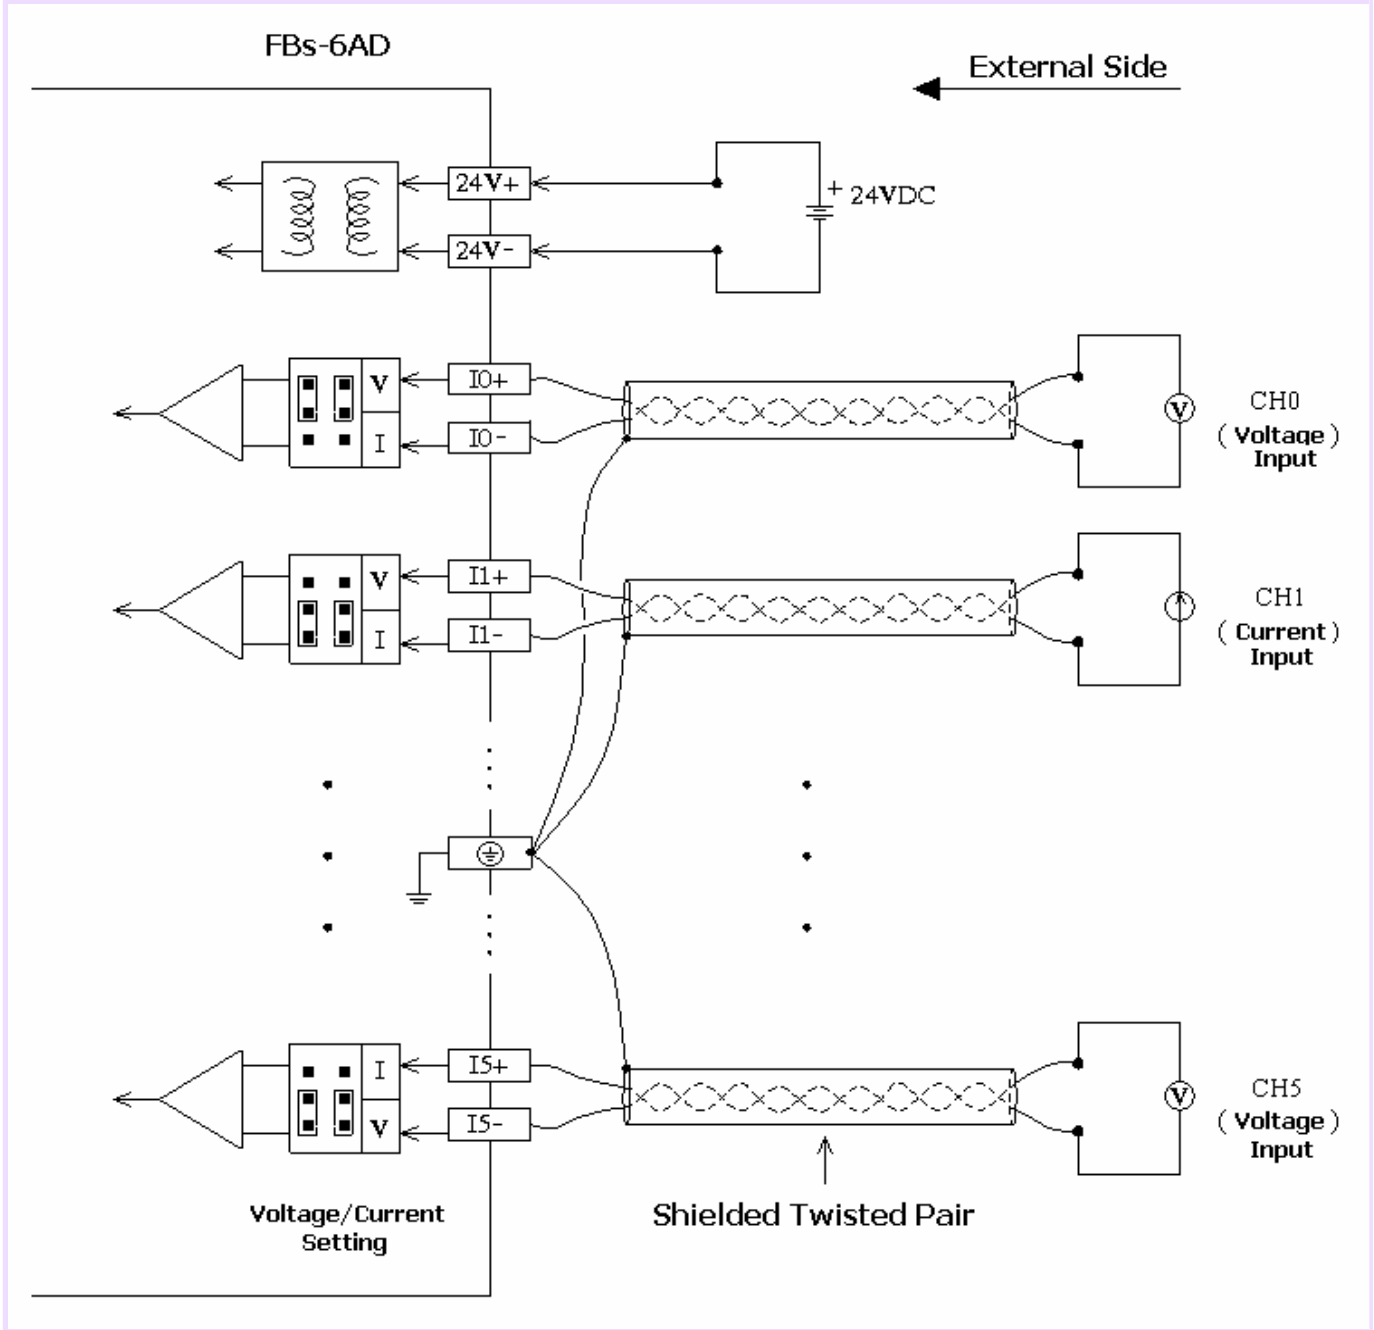 FBs-6AD
External Side
24V+
+ 24VDC
24V-
V
I0+
I
I0-
V
CH0
( Voltage )
Input
V
I1+
I
I1-
CH1
( Current )
Input
I
I5+
V
I5-
V
CH5
( Voltage )
Input
Voltage/Current
Setting
Shielded Twisted Pair